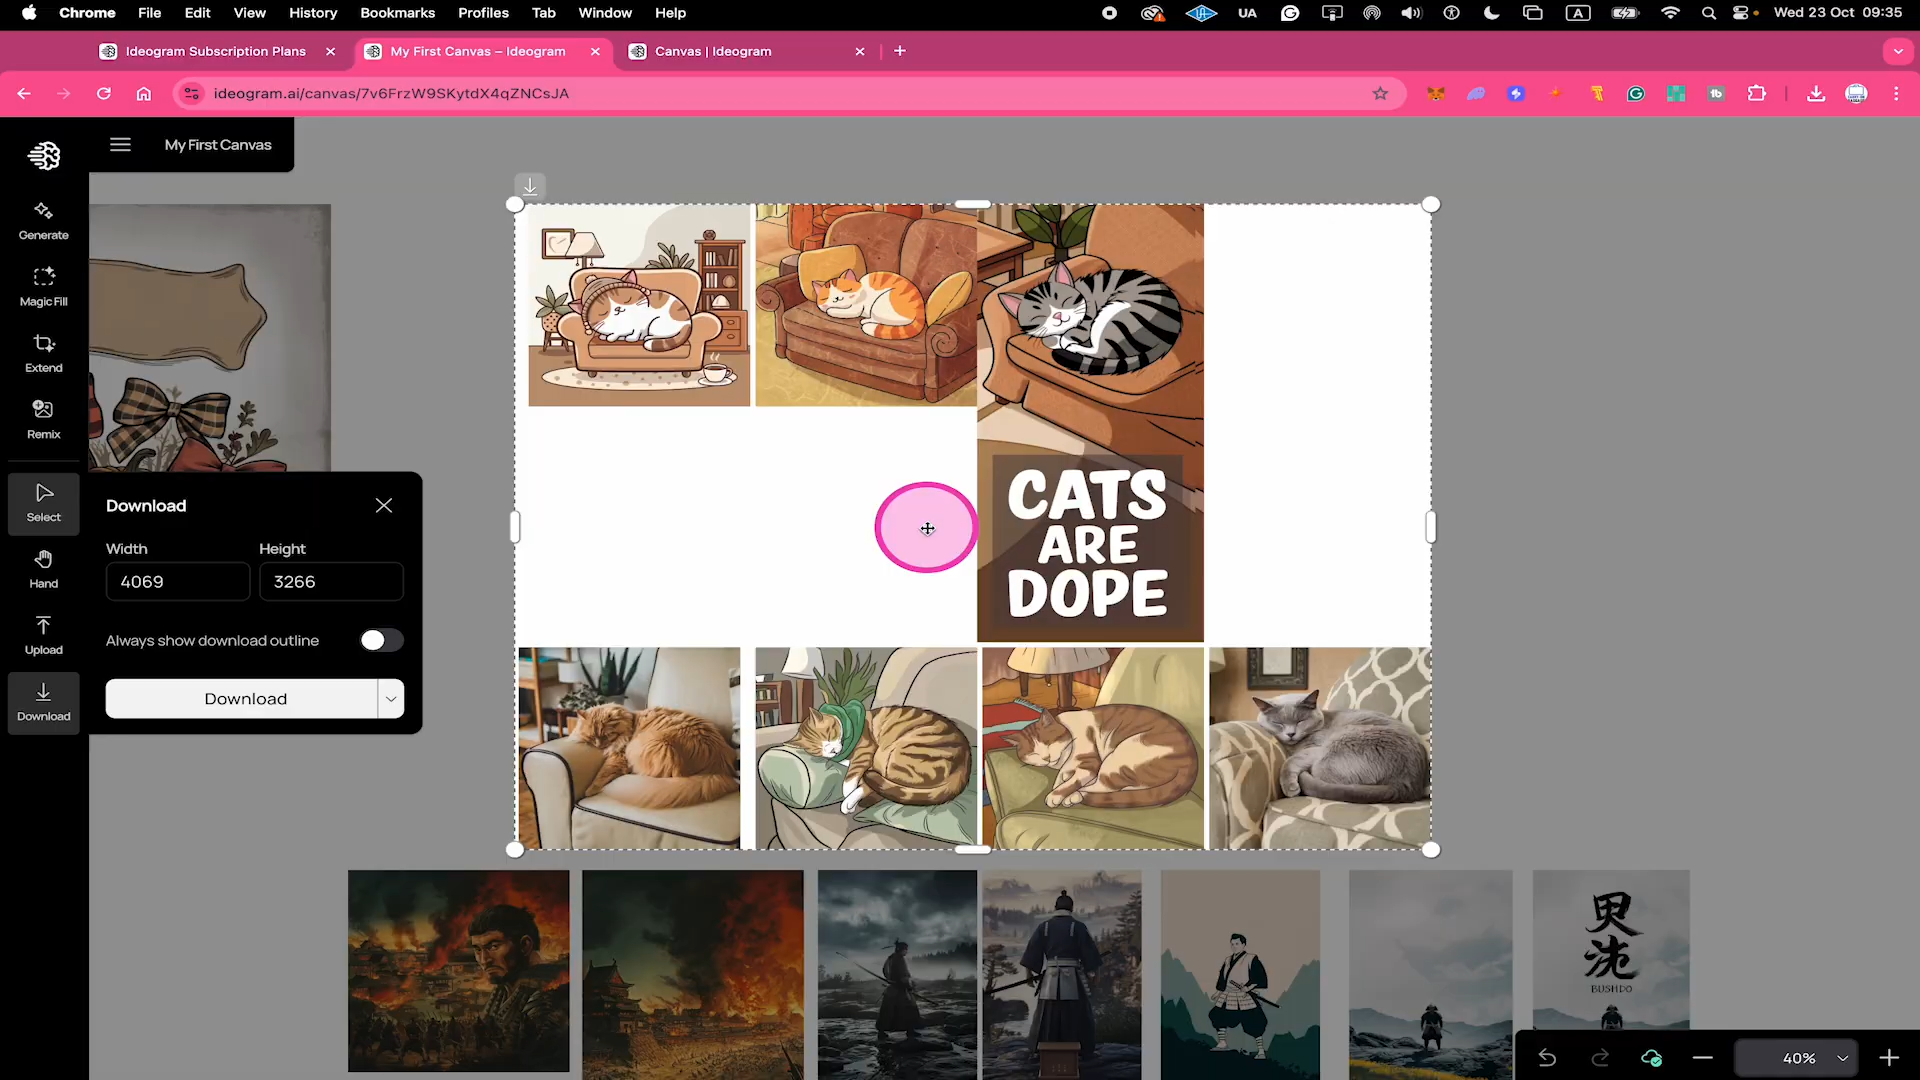 Chrome File Edit View History Bookmarks Profiles Tab Window Help UA A Wed 23 Oct 09:35
Ideogram Subscription Plans
My First Canvas – Ideogram
Canvas | Ideogram
ideogram.ai/canvas/7v6FrzW9SKytdX4qZNCsJA
tb
My First Canvas
Generate
Magic Fill
Extend
Remix
Select
Hand
Upload
Download
Download
Width Height
4069 3266
Always show download outline
Download
CATS
ARE
DOPE
BUSHDO
40%